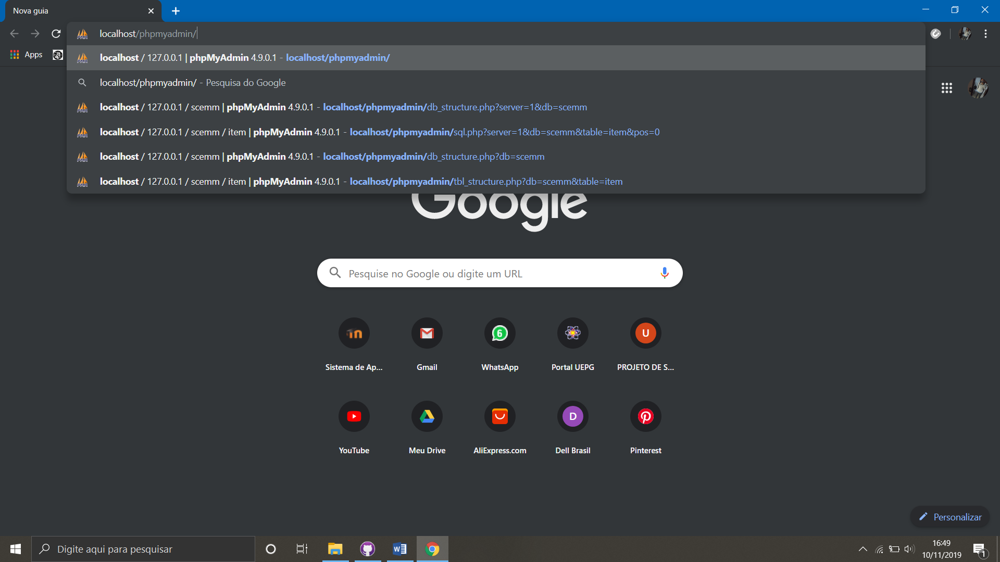 Nova guia
localhost/phpmyadmin/
Apps
localhost / 127.0.0.1 | phpMyAdmin 4.9.0.1 - localhost/phpmyadmin/
localhost/phpmyadmin/ - Pesquisa do Google
localhost / 127.0.0.1 / scemm | phpMyAdmin 4.9.0.1 - localhost/phpmyadmin/db_structure.php?server=1&db=scemm
localhost / 127.0.0.1 / scemm / item | phpMyAdmin 4.9.0.1 - localhost/phpmyadmin/sql.php?server=1&db=scemm&table=item&pos=0
localhost / 127.0.0.1 / scemm | phpMyAdmin 4.9.0.1 - localhost/phpmyadmin/db_structure.php?db=scemm
localhost / 127.0.0.1 / scemm / item | phpMyAdmin 4.9.0.1 - localhost/phpmyadmin/tbl_structure.php?db=scemm&table=item
Google
Pesquise no Google ou digite um URL
6
U
Sistema de Ap...
Gmail
WhatsApp
Portal UEPG
PROJETO DE S...
D
YouTube
Meu Drive
AliExpress.com
Dell Brasil
Pinterest
Personalizar
Digite aqui para pesquisar
16:49
10/11/2019
1